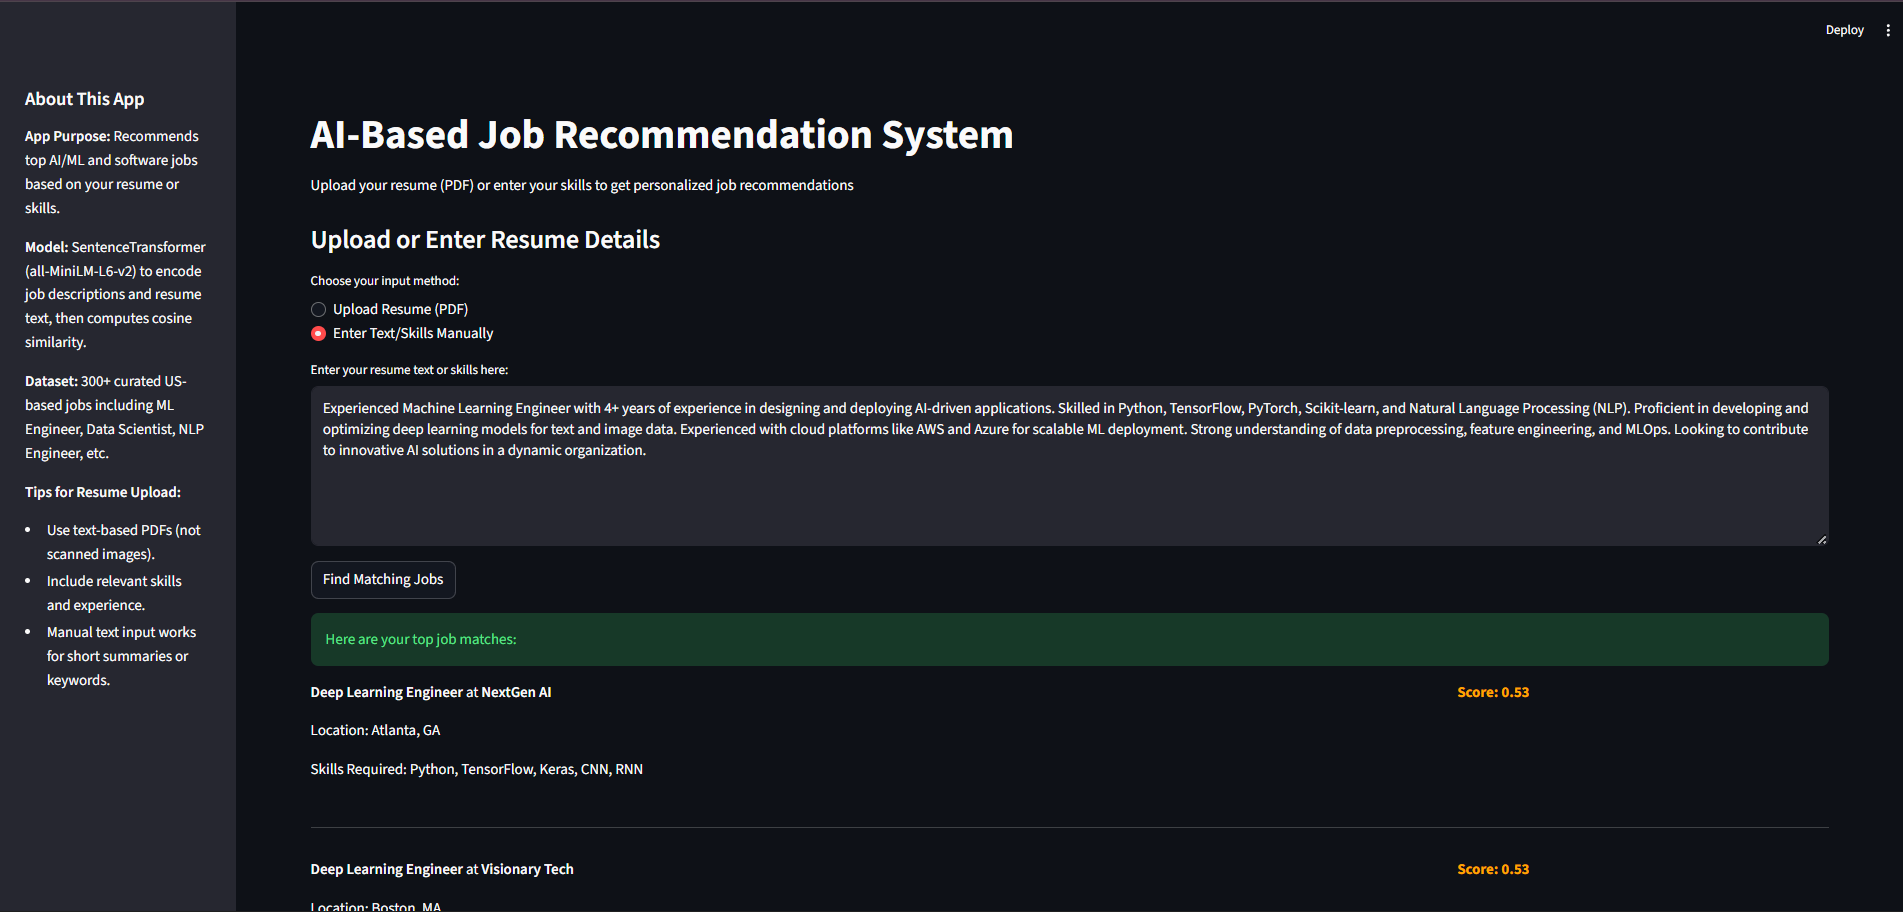 Deploy
About This App
App Purpose: Recommends
top AI/ML and software jobs
based on your resume or
skills.
Model: SentenceTransformer
(all-MiniLM-L6-v2) to encode
job descriptions and resume
text, then computes cosine
similarity.
Dataset: 300+ curated US-
based jobs including ML
Engineer, Data Scientist, NLP
Engineer, etc.
Tips for Resume Upload:
• Use text-based PDFs (not
scanned images).
• Include relevant skills
and experience.
• Manual text input works
for short summaries or
keywords.
AI-Based Job Recommendation System
Upload your resume (PDF) or enter your skills to get personalized job recommendations
Upload or Enter Resume Details
Choose your input method:
Upload Resume (PDF)
Enter Text/Skills Manually
Enter your resume text or skills here:
Experienced Machine Learning Engineer with 4+ years of experience in designing and deploying AI-driven applications. Skilled in Python, TensorFlow, PyTorch, Scikit-learn, and Natural Language Processing (NLP). Proficient in developing and
optimizing deep learning models for text and image data. Experienced with cloud platforms like AWS and Azure for scalable ML deployment. Strong understanding of data preprocessing, feature engineering, and MLOps. Looking to contribute
to innovative AI solutions in a dynamic organization.
Find Matching Jobs
Here are your top job matches:
Deep Learning Engineer at NextGen AI
Score: 0.53
Location: Atlanta, GA
Skills Required: Python, TensorFlow, Keras, CNN, RNN
Deep Learning Engineer at Visionary Tech
Score: 0.53
Location: Boston, MA